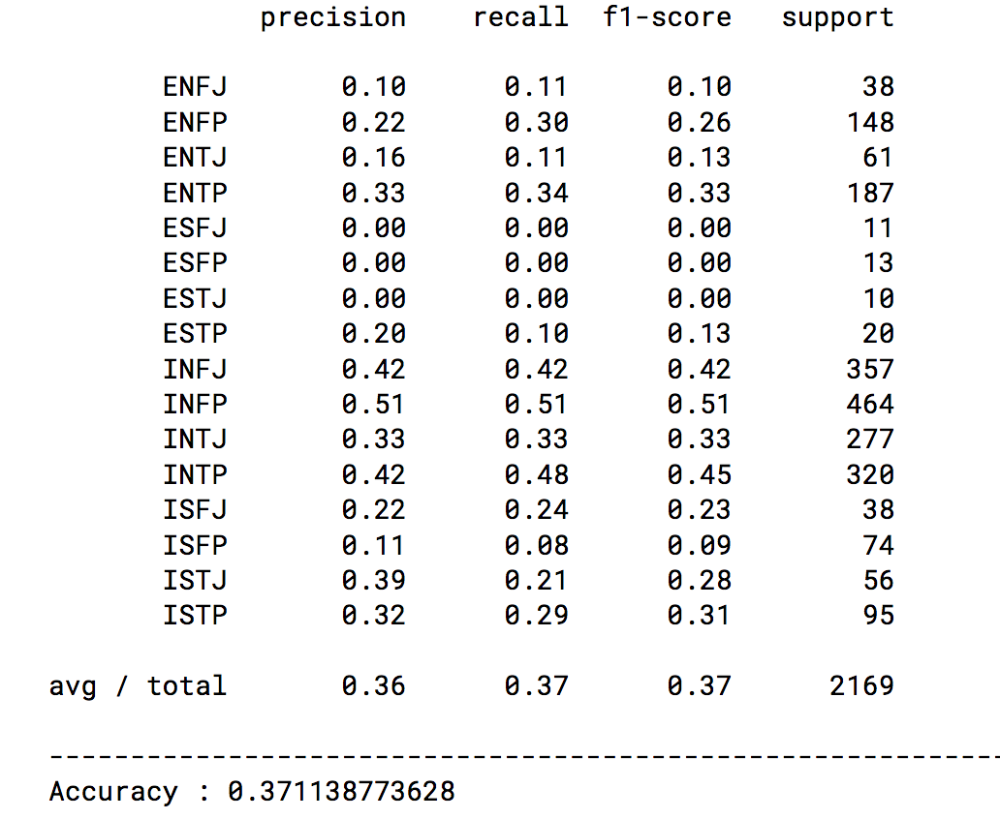 precision recall f1-score support
ENFJ 0.10 0.11 0.10 38
ENFP 0.22 0.30 0.26 148
ENTJ 0.16 0.11 0.13 61
ENTP 0.33 0.34 0.33 187
ESFJ 0.00 0.00 0.00 11
ESFP 0.00 0.00 0.00 13
ESTJ 0.00 0.00 0.00 10
ESTP 0.20 0.10 0.13 20
INFJ 0.42 0.42 0.42 357
INFP 0.51 0.51 0.51 464
INTJ 0.33 0.33 0.33 277
INTP 0.42 0.48 0.45 320
ISFJ 0.22 0.24 0.23 38
ISFP 0.11 0.08 0.09 74
ISTJ 0.39 0.21 0.28 56
ISTP 0.32 0.29 0.31 95
avg / total 0.36 0.37 0.37 2169
----------------------------------------------------------
Accuracy : 0.371138773628